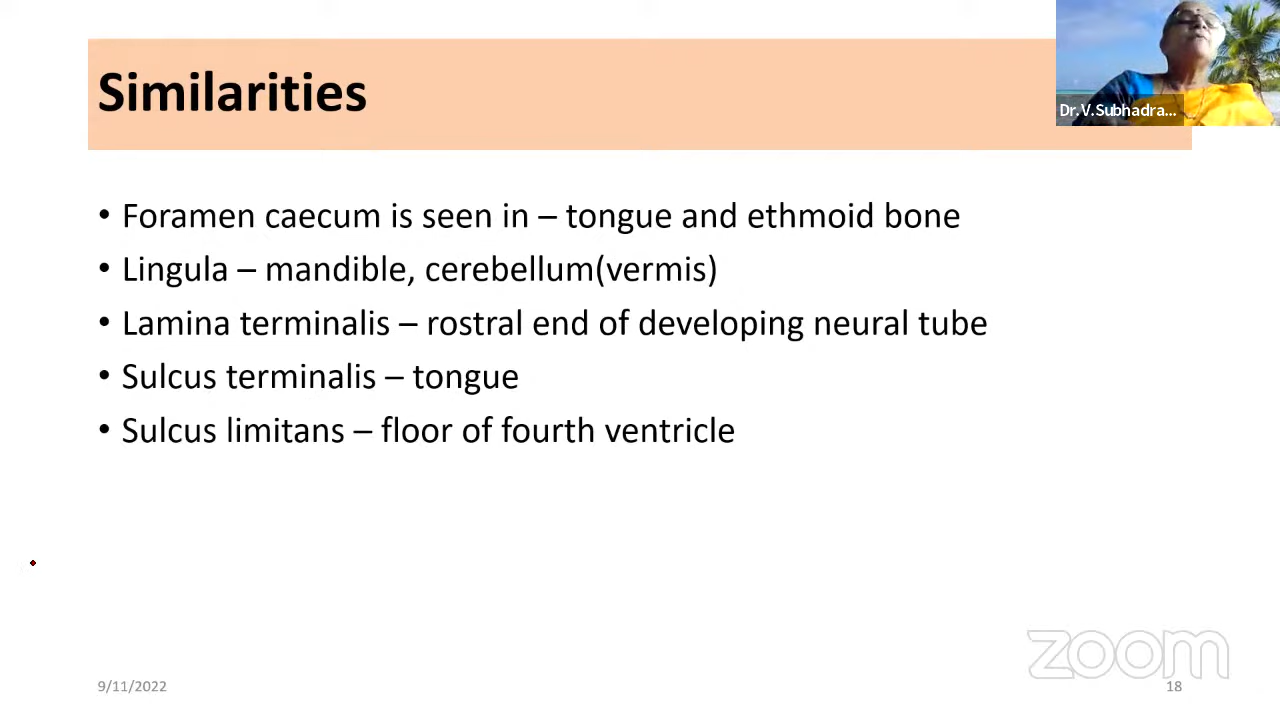 Similarities
Dr.V.Subhadra...
• Foramen caecum is seen in – tongue and ethmoid bone
• Lingula – mandible, cerebellum(vermis)
• Lamina terminalis – rostral end of developing neural tube
• Sulcus terminalis – tongue
• Sulcus limitans – floor of fourth ventricle
zoom
9/11/2022
18